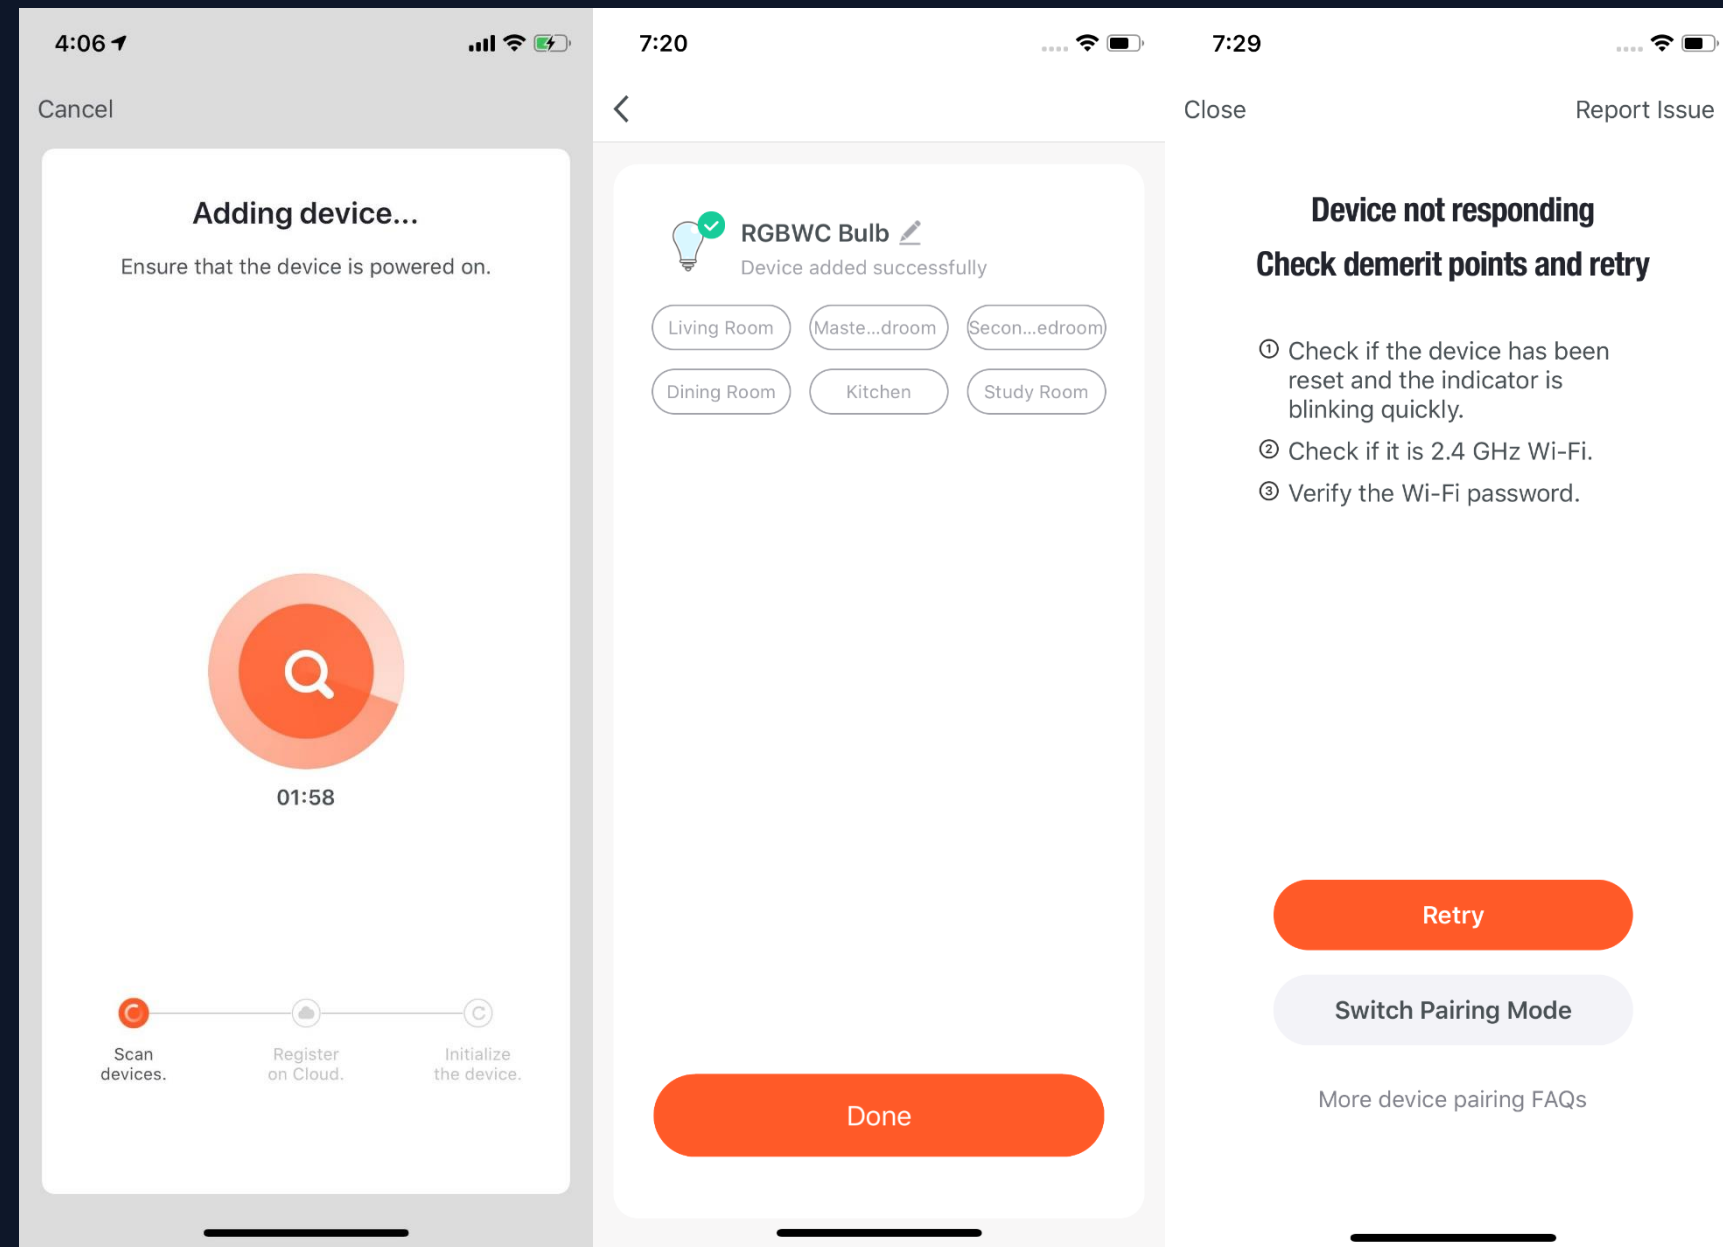 4:06
Cancel
Adding device...
Ensure that the device is powered on.
01:58
Scan
devices.
Register
on Cloud.
Initialize
the device.
7:20
RGBWC Bulb
Device added successfully
Living Room
Maste...droom
Secon...edroom
Dining Room
Kitchen
Study Room
Done
7:29
Close
Report Issue
Device not responding
Check demerit points and retry
① Check if the device has been
reset and the indicator is
blinking quickly.
② Check if it is 2.4 GHz Wi-Fi.
③ Verify the Wi-Fi password.
Retry
Switch Pairing Mode
More device pairing FAQs